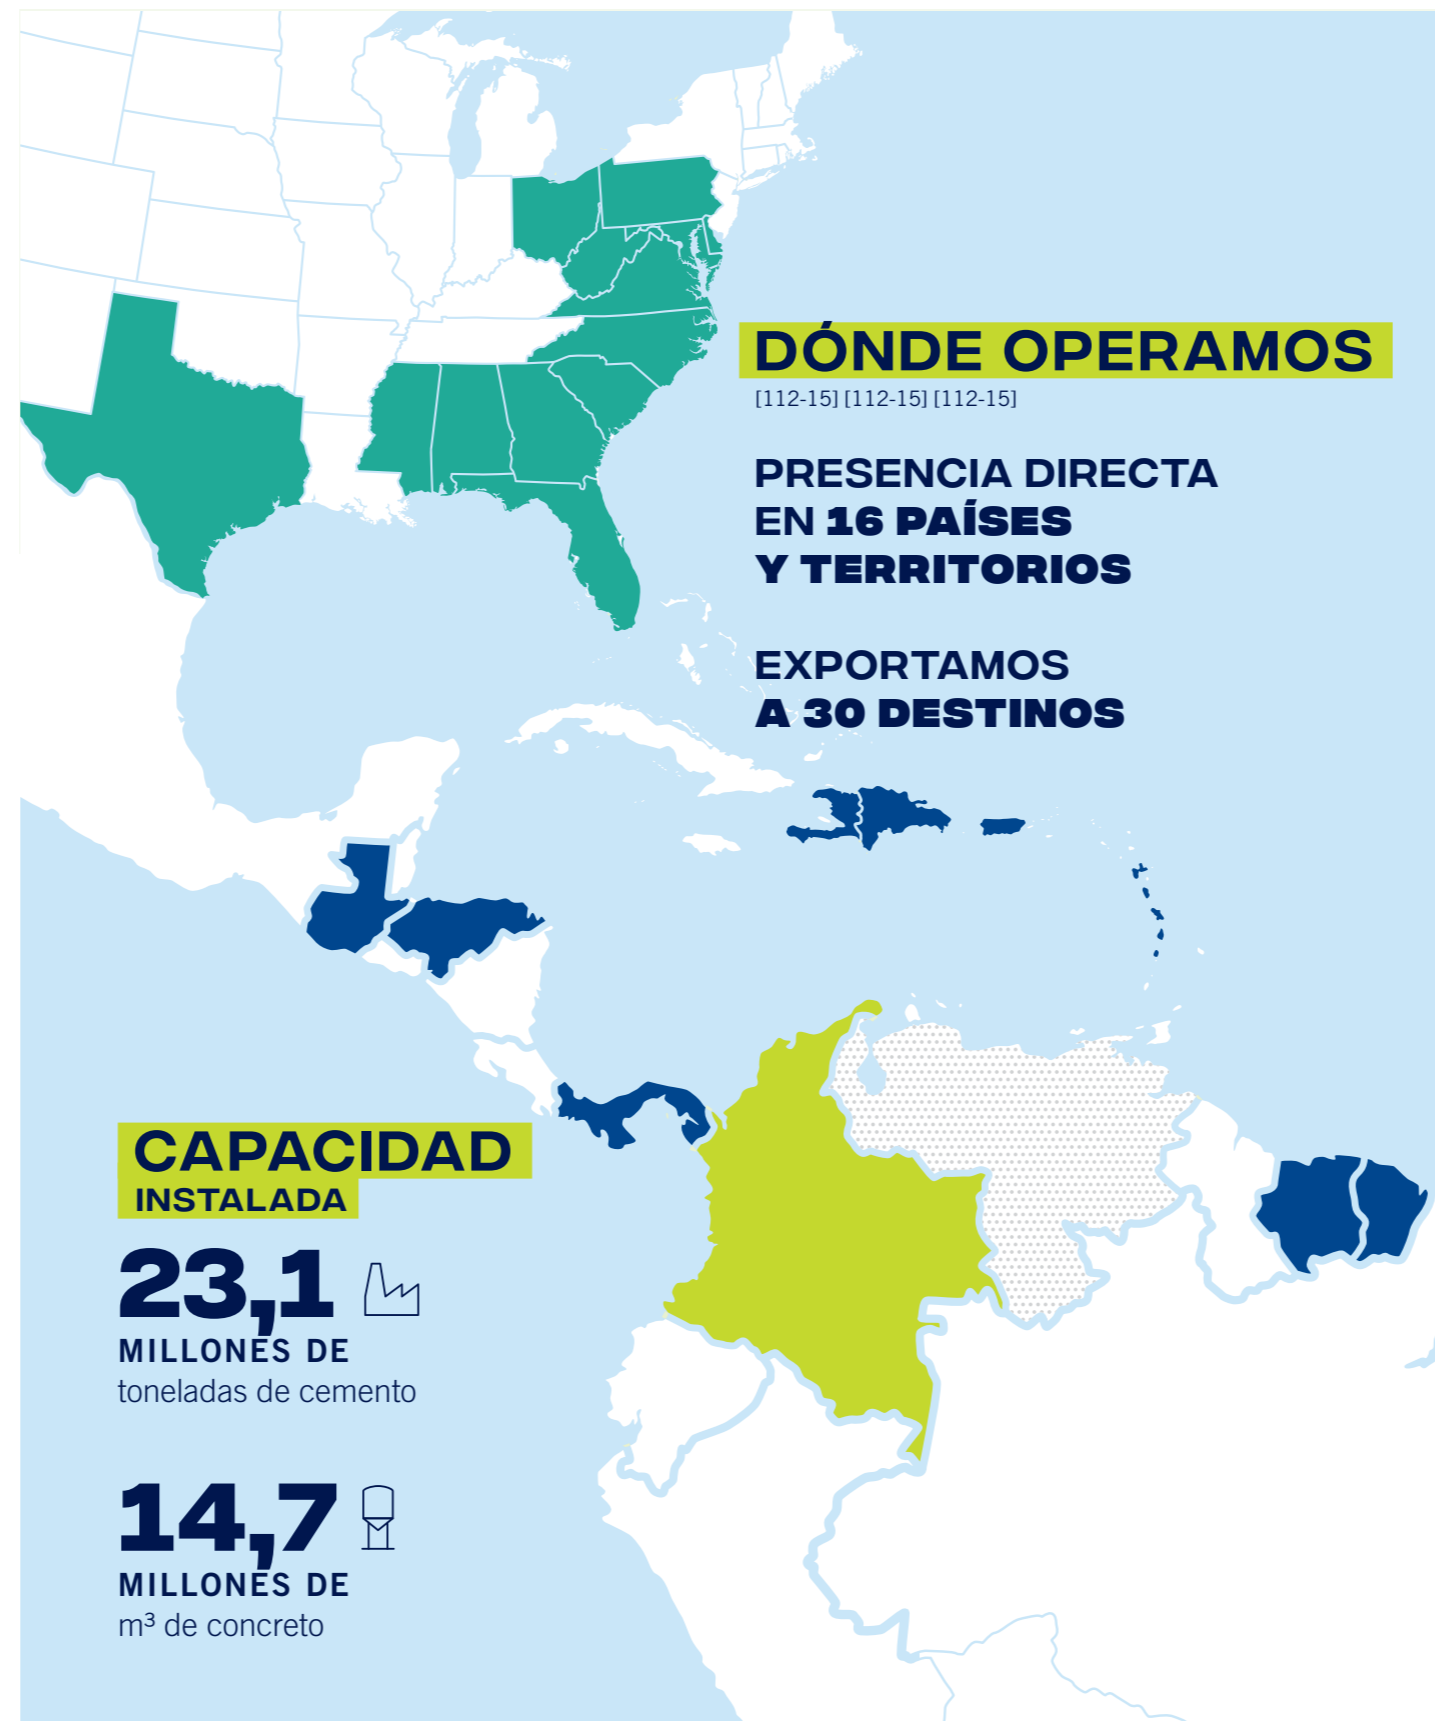 DÓNDE OPERAMOS
[112-15] [112-15] [112-15]
PRESENCIA DIRECTA
EN 16 PAÍSES
Y TERRITORIOS
EXPORTAMOS
A 30 DESTINOS
CAPACIDAD
INSTALADA
23,1
MILLONES DE
toneladas de cemento
14,7
MILLONES DE
m³ de concreto